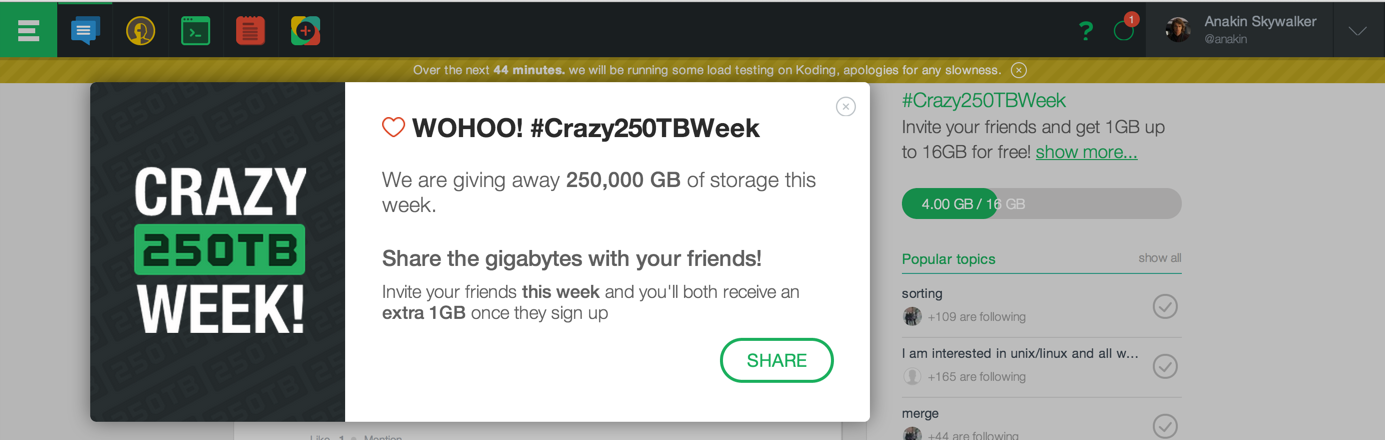 1
Anakin Skywalker
@anakin
Over the next 44 minutes. we will be running some load testing on Koding, apologies for any slowness.
CRAZY
250TB
WEEK!
WOHOO! #Crazy250TBWeek
We are giving away 250,000 GB of storage this
week.
Share the gigabytes with your friends!
Invite your friends this week and you'll both receive an
extra 1GB once they sign up
SHARE
#Crazy250TBWeek
Invite your friends and get 1GB up
to 16GB for free! show more...
4.00 GB / 16 GB
Popular topics show all
sorting
+109 are following
I am interested in unix/linux and all w...
+165 are following
merge
+44 are following
Like 1 Mention